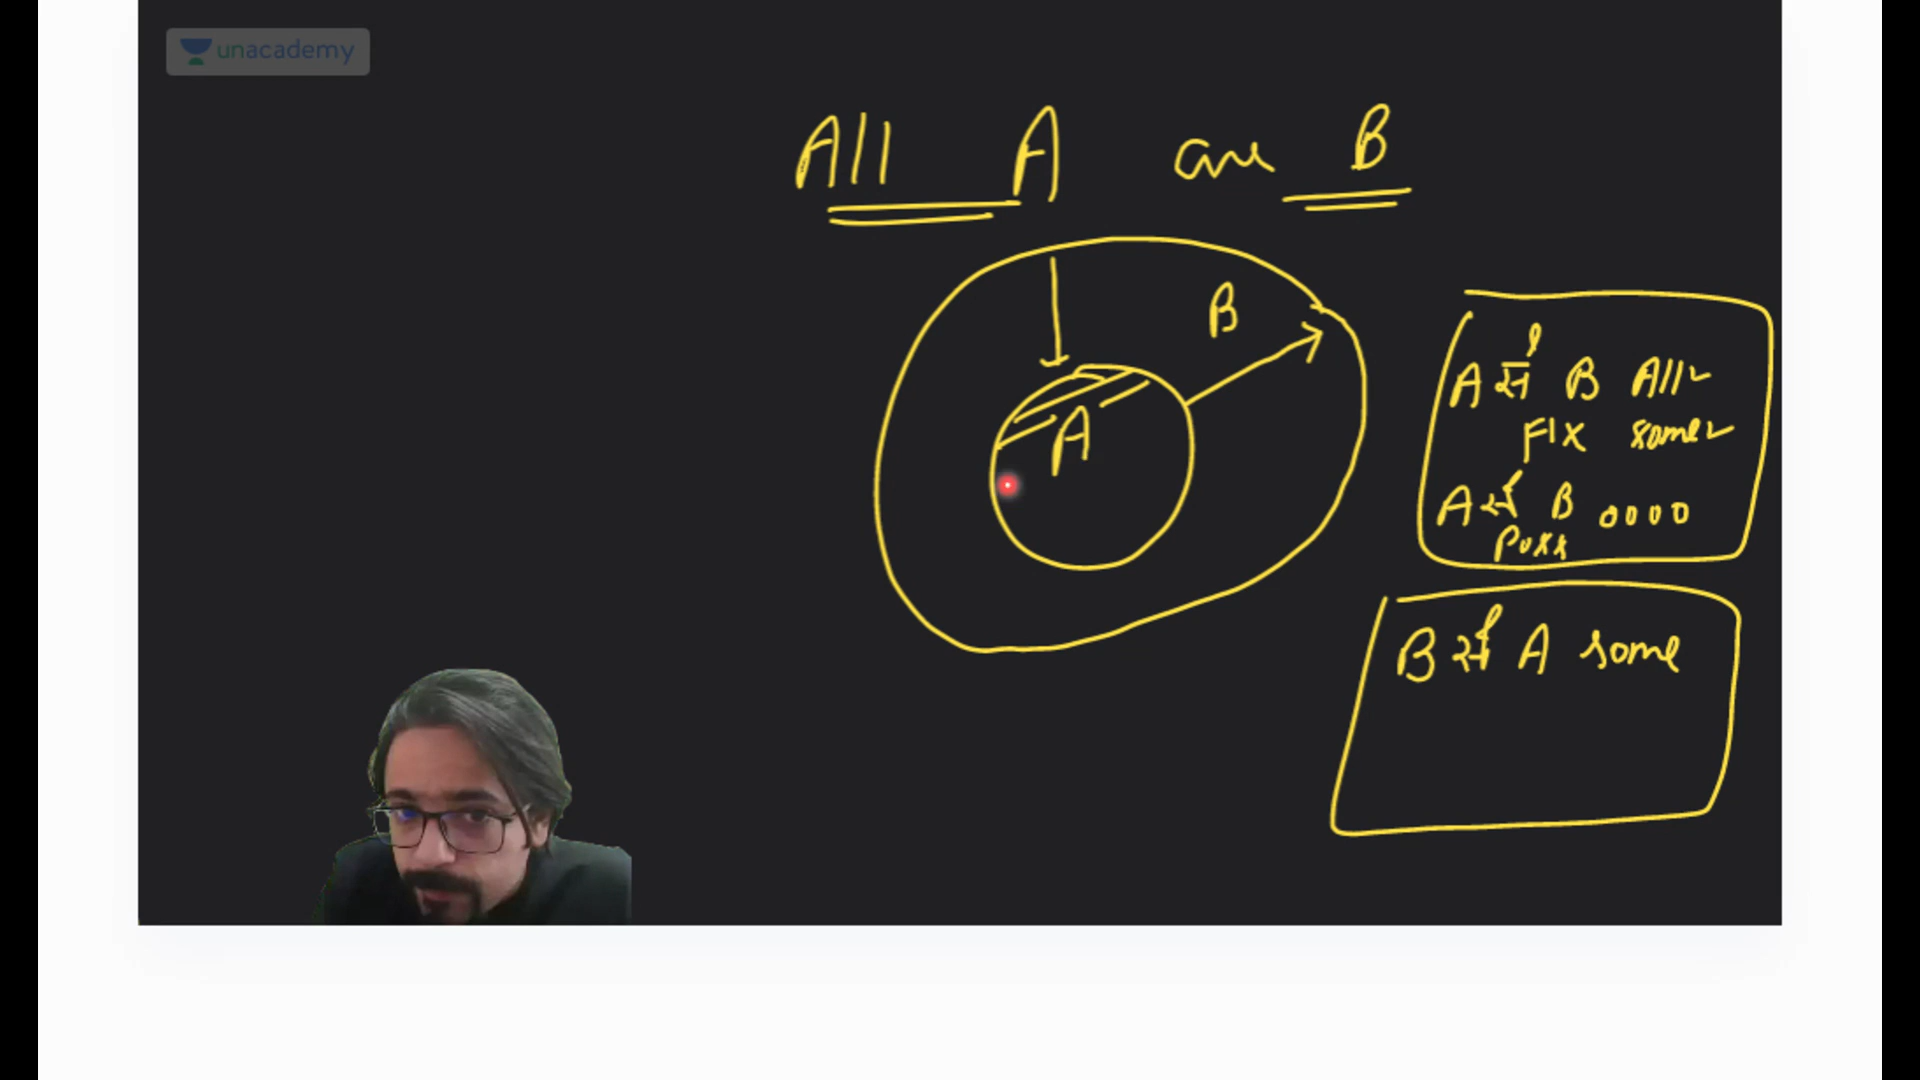 unacademy
All A are B
B
A
A से B All✓
FIX some✓
A से B 0000
Poss
B से A some